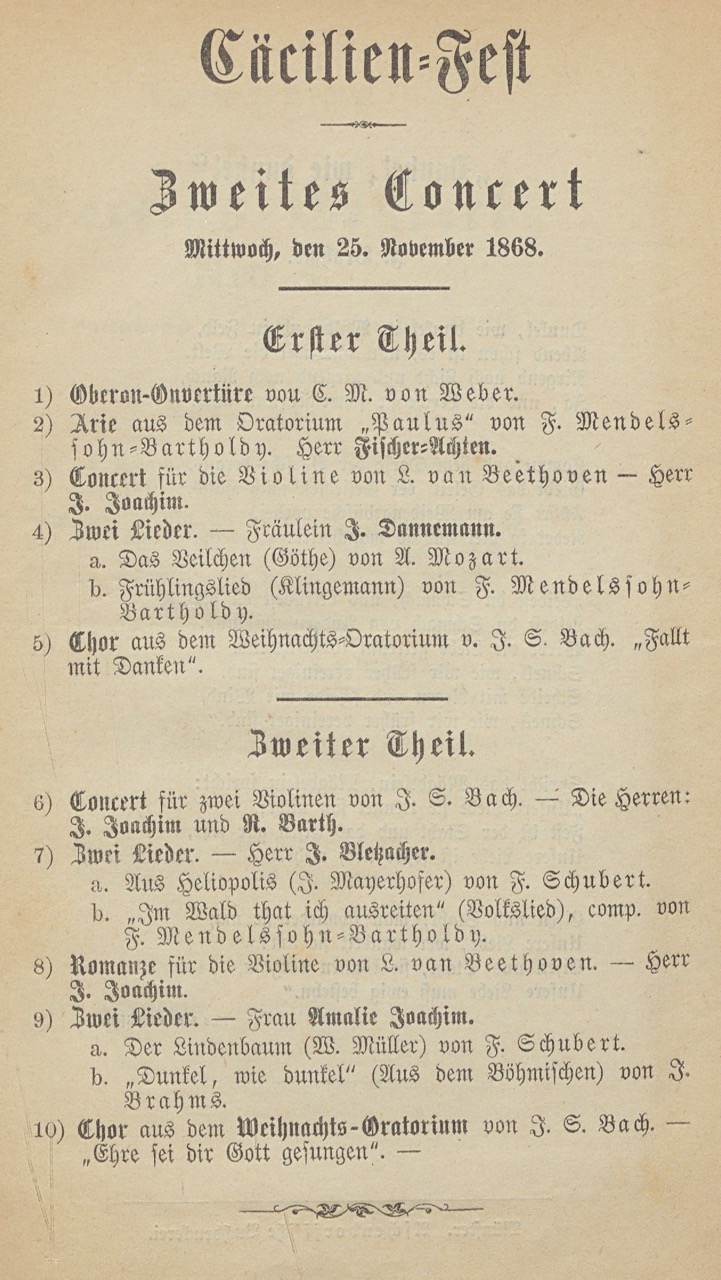 Cäcilien-Fest
Zweites Concert
Mittwoch, den 25. November 1868.
Erster Theil.
1) Oberon-Onvertüre vou C. M. von Weber.
2) Arie aus dem Oratorium „Paulus“ von F. Mendels-
sohn-Bartholdy. Herr Fischer-Achten.
3) Concert für die Violine von L. van Beethoven — Herr
J. Joachim.
4) Zwei Lieder. — Fräulein J. Dannemann.
a. Das Veilchen (Göthe) von A. Mozart.
b. Frühlingslied (Klingemann) von F. Mendelssohn-
Bartholdy.
5) Chor aus dem Weihnachts-Oratorium v. J. S. Bach. „Fallt
mit Danken“.
Zweiter Theil.
6) Concert für zwei Violinen von J. S. Bach. — Die Herren:
J. Joachim und R. Barth.
7) Zwei Lieder. — Herr J. Bletzacher.
a. Aus Heliopolis (J. Mayerhofer) von F. Schubert.
b. „Im Wald that ich ausreiten“ (Volkslied), comp. von
F. Mendelssohn-Bartholdy.
8) Romanze für die Violine von L. van Beethoven. — Herr
J. Joachim.
9) Zwei Lieder. — Frau Amalie Joachim.
a. Der Lindenbaum (W. Müller) von F. Schubert.
b. „Dunkel, wie dunkel“ (Aus dem Böhmischen) von J.
Brahms.
10) Chor aus dem Weihnachts-Oratorium von J. S. Bach. —
„Ehre sei dir Gott gesungen“. —